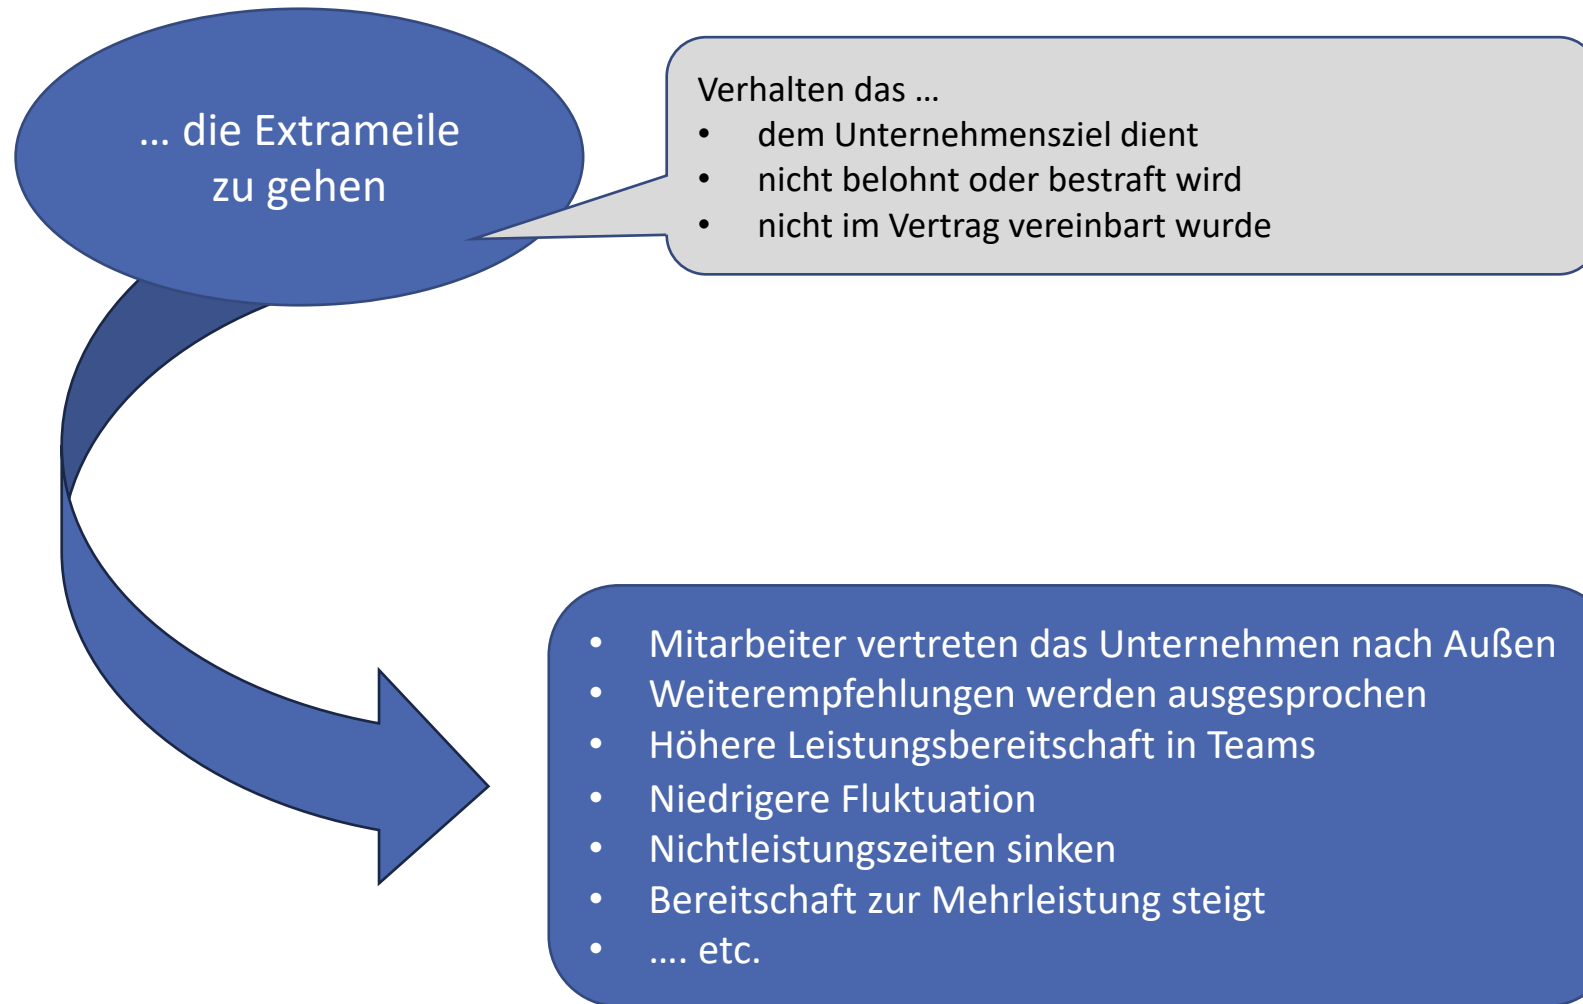 ... die Extrameile
zu gehen
Verhalten das ...
• dem Unternehmensziel dient
• nicht belohnt oder bestraft wird
• nicht im Vertrag vereinbart wurde
• Mitarbeiter vertreten das Unternehmen nach Außen
• Weiterempfehlungen werden ausgesprochen
• Höhere Leistungsbereitschaft in Teams
• Niedrigere Fluktuation
• Nichtleistungszeiten sinken
• Bereitschaft zur Mehrleistung steigt
• .... etc.